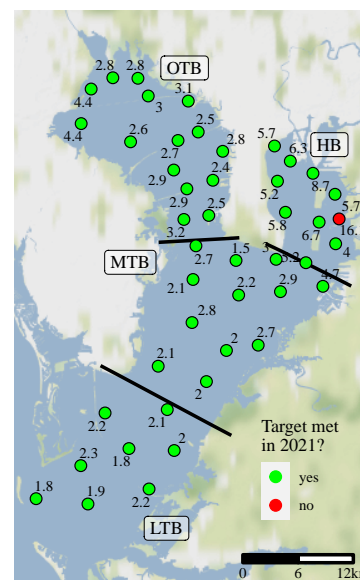 2.8 2.8
OTB
4.4 3 3.1
4.4 2.6 2.5
2.7 2.8
5.7 HB
6.3
2.9 2.4
5.2 8.7
2.9 2.5 5.7
3.2 5.8 6.7 16.
MTB 2.7 1.5 3 4
2.1 2.2 2.9 4.7
2.8
2 2.7
2.1
2
2.2 2.1
Target met
in 2021?
2.3 1.8 2
yes
1.8 1.9 2.2
no
LTB
0 6 12k